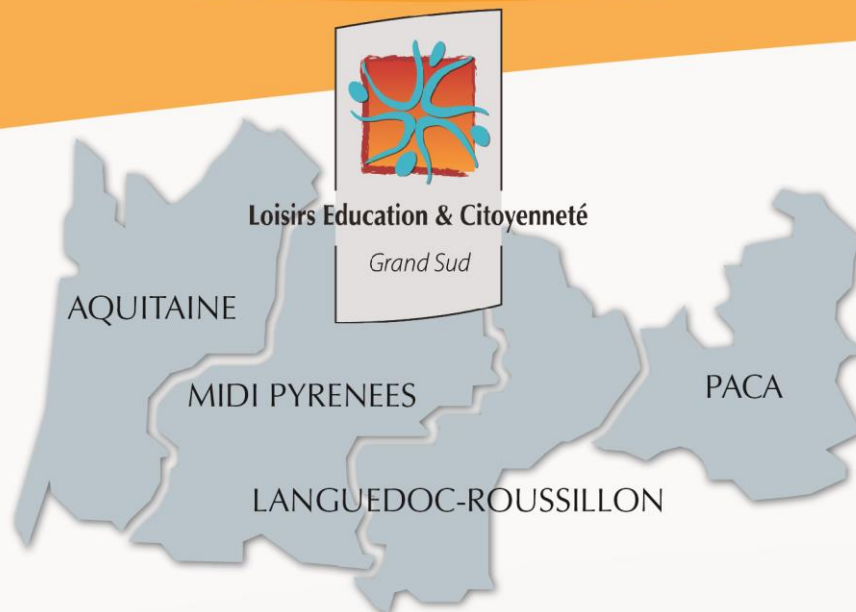 Loisirs Education & Citoyenneté
Grand Sud
AQUITAINE
MIDI PYRENEES
PACA
LANGUEDOC-ROUSSILLON